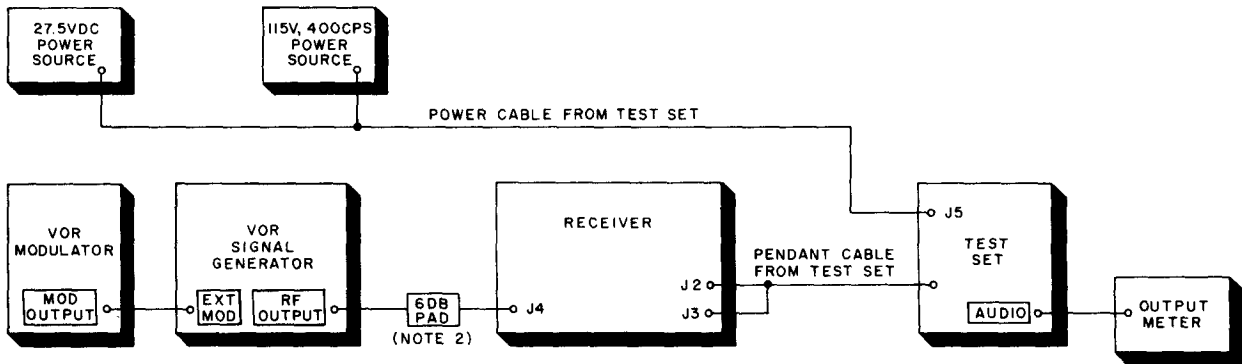 27.5VDC
POWER
SOURCE
115V, 400CPS
POWER
SOURCE
POWER CABLE FROM TEST SET
VOR
MODULATOR
MOD
OUTPUT
VOR
SIGNAL
GENERATOR
EXT
MOD
RF
OUTPUT
6DB
PAD
(NOTE 2)
RECEIVER
J4
J2
J3
PENDANT CABLE
FROM TEST SET
J5
TEST
SET
AUDIO
OUTPUT
METER